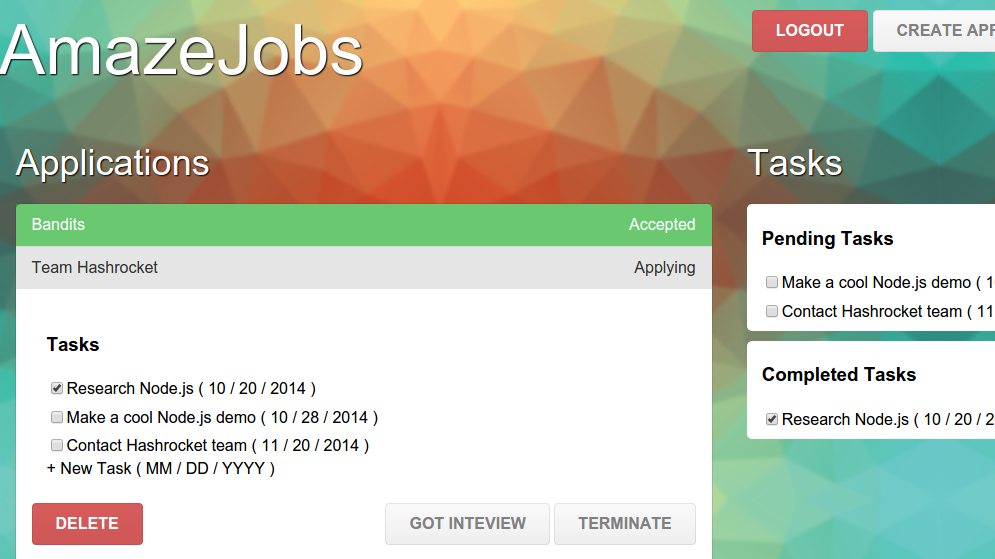 AmazeJobs
LOGOUT
CREATE APP
Applications
Bandits Accepted
Team Hashrocket Applying
Tasks
Research Node.js ( 10 / 20 / 2014 )
Make a cool Node.js demo ( 10 / 28 / 2014 )
Contact Hashrocket team ( 11 / 20 / 2014 )
+ New Task ( MM / DD / YYYY )
DELETE
GOT INTEVIEW
TERMINATE
Tasks
Pending Tasks
Make a cool Node.js demo ( 1
Contact Hashrocket team ( 11
Completed Tasks
Research Node.js ( 10 / 20 / 2